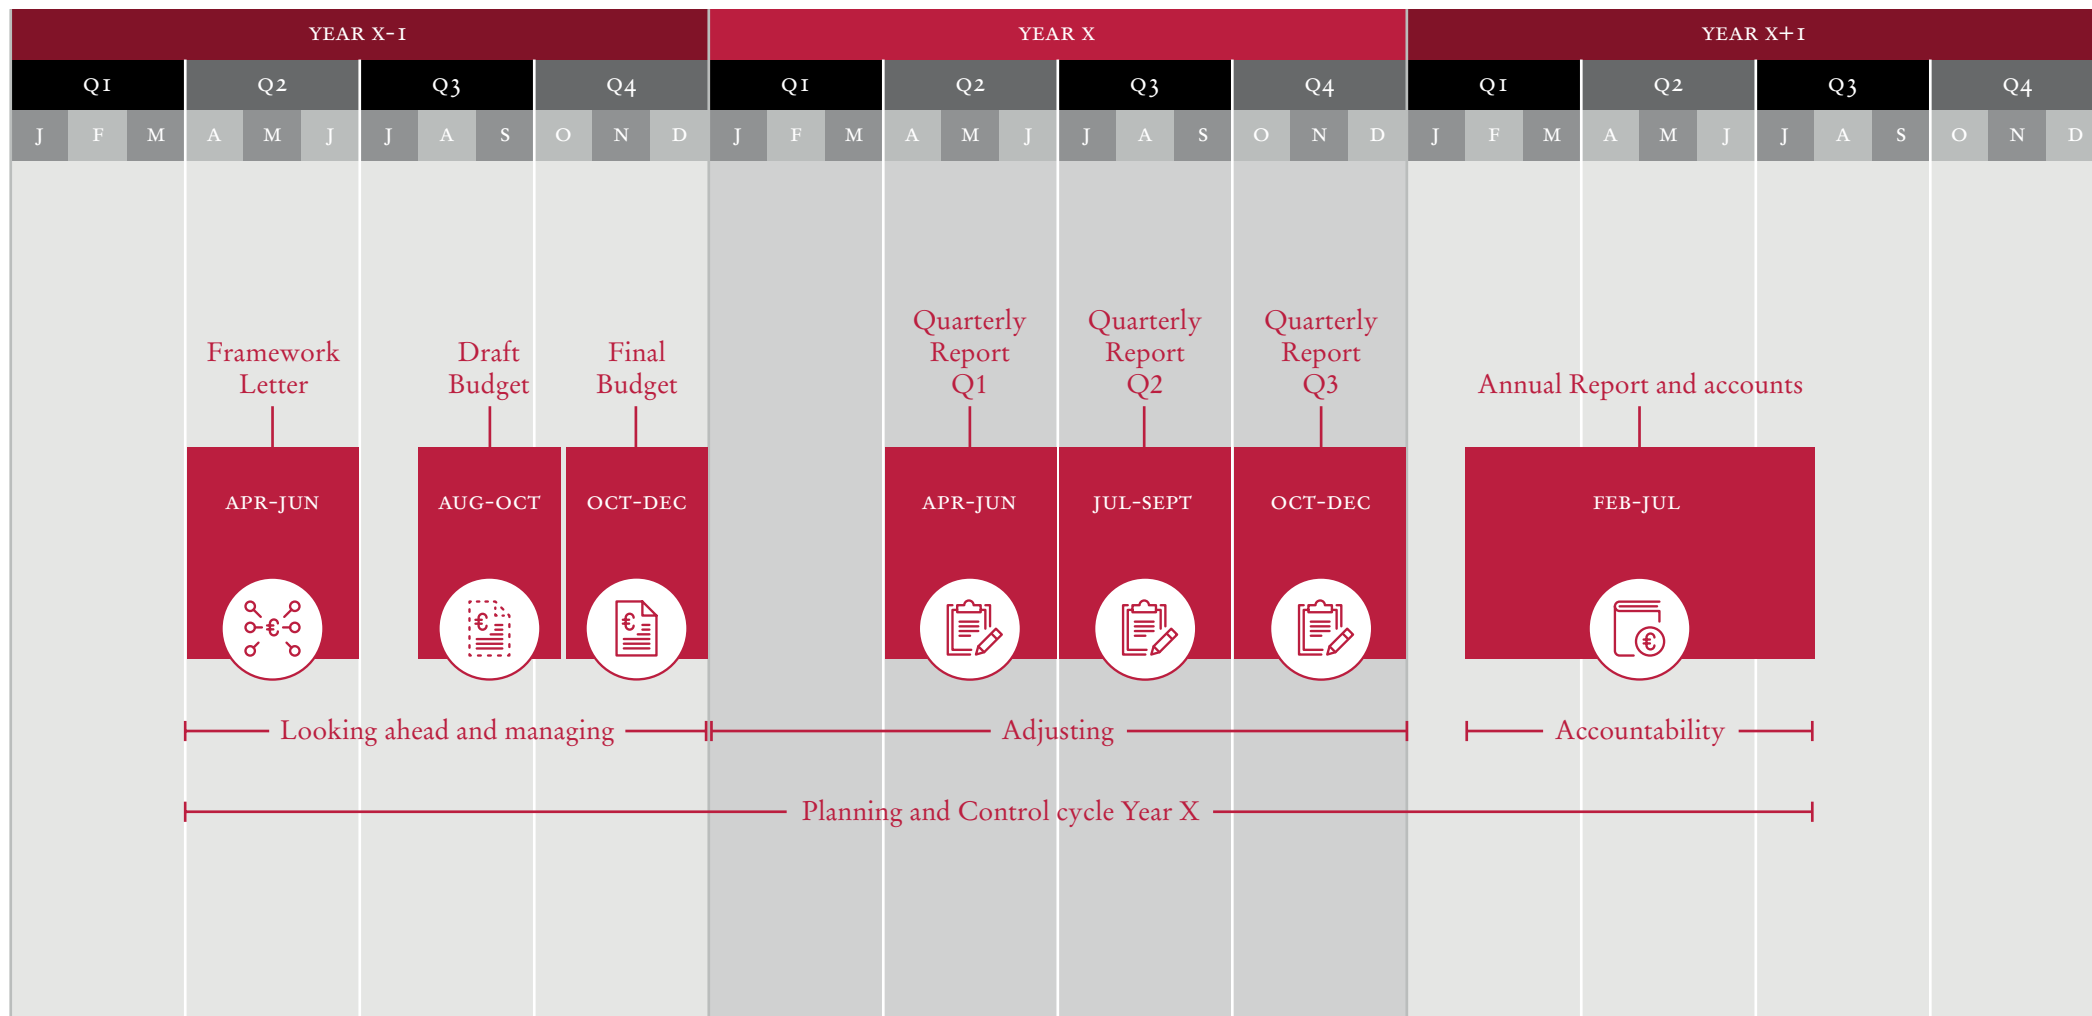 YEAR X-1 YEAR X YEAR X+1
Q1 Q2 Q3 Q4 Q1 Q2 Q3 Q4 Q1 Q2 Q3 Q4
J F M A M J J A S O N D J F M A M J J A S O N D J F M A M J J A S O N D
Framework
Letter
Draft
Budget
Final
Budget
Quarterly
Report
Q1
Quarterly
Report
Q2
Quarterly
Report
Q3
Annual Report and accounts
APR-JUN AUG-OCT OCT-DEC APR-JUN JUL-SEPT OCT-DEC FEB-JUL
€ € € €
Looking ahead and managing Adjusting Accountability
Planning and Control cycle Year X